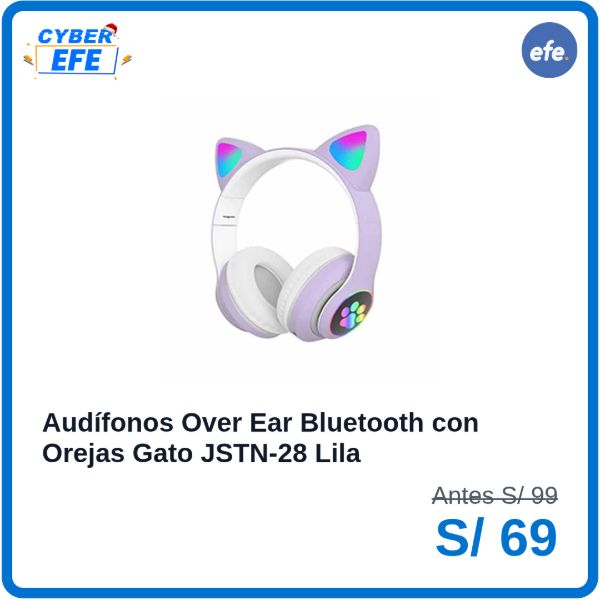 CYBER
EFE
efe.
Audífonos Over Ear Bluetooth con
Orejas Gato JSTN-28 Lila
Antes S/ 99
S/ 69